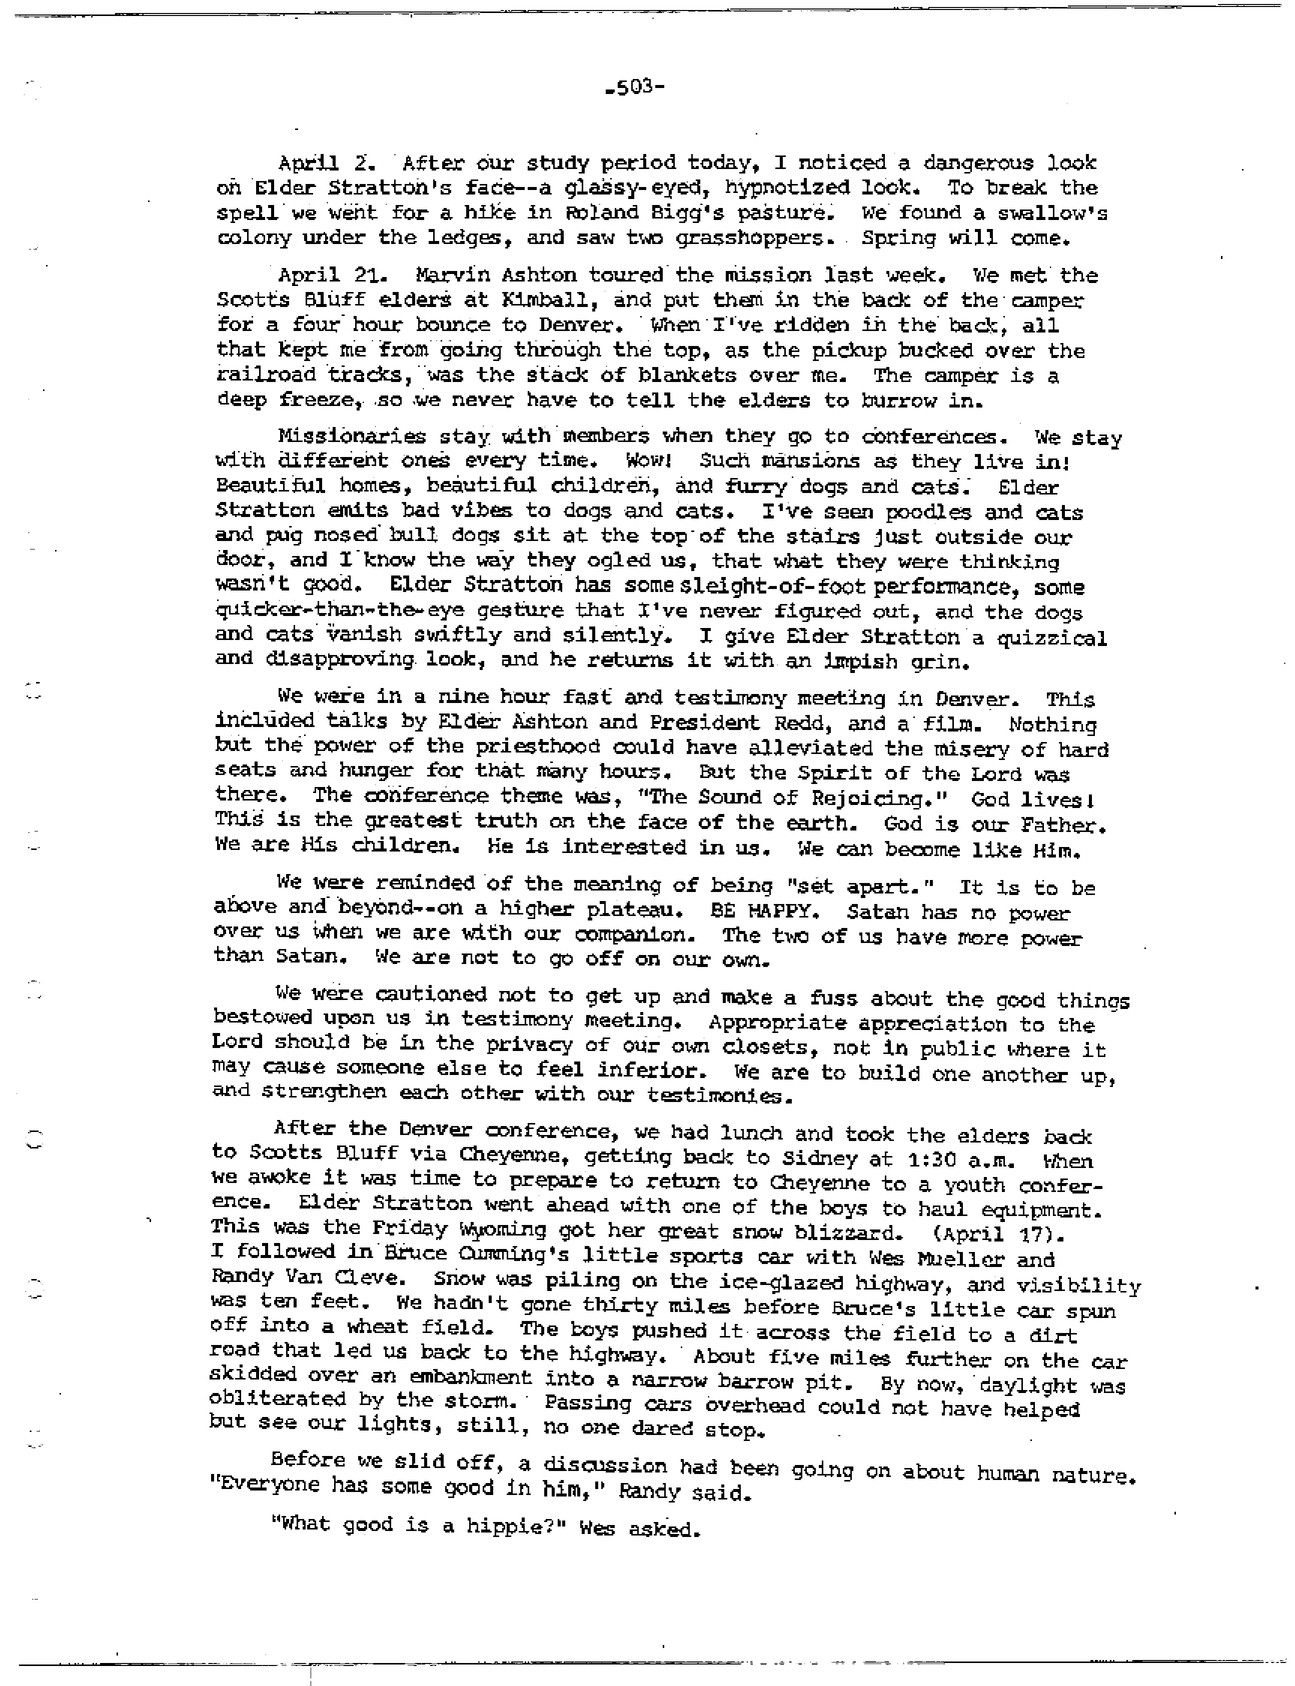 -503-
April 2. After our study period today, I noticed a dangerous look
on Elder Stratton's face--a glassy-eyed, hypnotized look. To break the
spell we went for a hike in Roland Bigg's pasture. We found a swallow's
colony under the ledges, and saw two grasshoppers. Spring will come.
April 21. Marvin Ashton toured the mission last week. We met the
Scotts Bluff elders at Kimball, and put them in the back of the camper
for a four hour bounce to Denver. When I've ridden in the back, all
that kept me from going through the top, as the pickup bucked over the
railroad tracks, was the stack of blankets over me. The camper is a
deep freeze, so we never have to tell the elders to burrow in.
Missionaries stay with members when they go to conferences. We stay
with different ones every time. Wow! Such mansions as they live in!
Beautiful homes, beautiful children, and furry dogs and cats. Elder
Stratton emits bad vibes to dogs and cats. I've seen poodles and cats
and pug nosed bull dogs sit at the top of the stairs just outside our
door, and I know the way they ogled us, that what they were thinking
wasn't good. Elder Stratton has some sleight-of-foot performance, some
quicker-than-the-eye gesture that I've never figured out, and the dogs
and cats vanish swiftly and silently. I give Elder Stratton a quizzical
and disapproving look, and he returns it with an impish grin.
We were in a nine hour fast and testimony meeting in Denver. This
included talks by Elder Ashton and President Redd, and a film. Nothing
but the power of the priesthood could have alleviated the misery of hard
seats and hunger for that many hours. But the Spirit of the Lord was
there. The conference theme was, "The Sound of Rejoicing." God lives!
This is the greatest truth on the face of the earth. God is our Father.
We are His children. He is interested in us. We can become like Him.
We were reminded of the meaning of being "set apart." It is to be
above and beyond--on a higher plateau. BE HAPPY. Satan has no power
over us when we are with our companion. The two of us have more power
than Satan. We are not to go off on our own.
We were cautioned not to get up and make a fuss about the good things
bestowed upon us in testimony meeting. Appropriate appreciation to the
Lord should be in the privacy of our own closets, not in public where it
may cause someone else to feel inferior. We are to build one another up,
and strengthen each other with our testimonies.
After the Denver conference, we had lunch and took the elders back
to Scotts Bluff via Cheyenne, getting back to Sidney at 1:30 a.m. When
we awoke it was time to prepare to return to Cheyenne to a youth confer-
ence. Elder Stratton went ahead with one of the boys to haul equipment.
This was the Friday Wyoming got her great snow blizzard. (April 17).
I followed in Bruce Cumming's little sports car with Wes Mueller and
Randy Van Cleve. Snow was piling on the ice-glazed highway, and visibility
was ten feet. We hadn't gone thirty miles before Bruce's little car spun
off into a wheat field. The boys pushed it across the field to a dirt
road that led us back to the highway. About five miles further on the car
skidded over an embankment into a narrow barrow pit. By now, daylight was
obliterated by the storm. Passing cars overhead could not have helped
but see our lights, still, no one dared stop.
Before we slid off, a discussion had been going on about human nature.
"Everyone has some good in him," Randy said.
"What good is a hippie?" Wes asked.